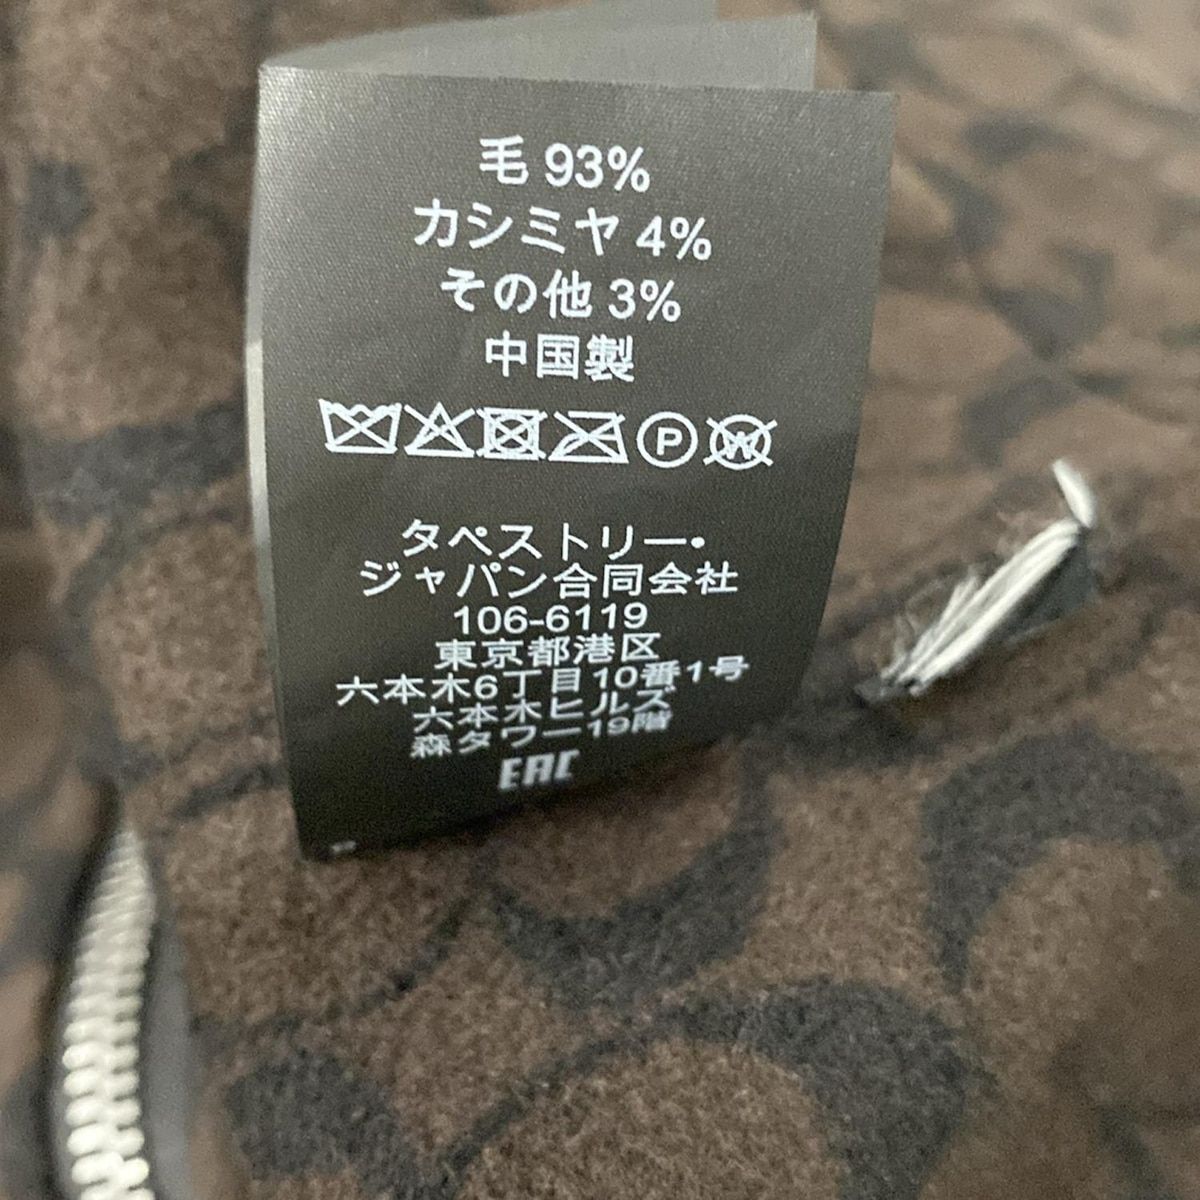 毛 93%
カシミヤ 4%
その他 3%
中国製
P W
タペストリー・
ジャパン合同会社
106-6119
東京都港区
六本木6丁目10番1号
六本木ヒルズ
森タワー19階
EAC